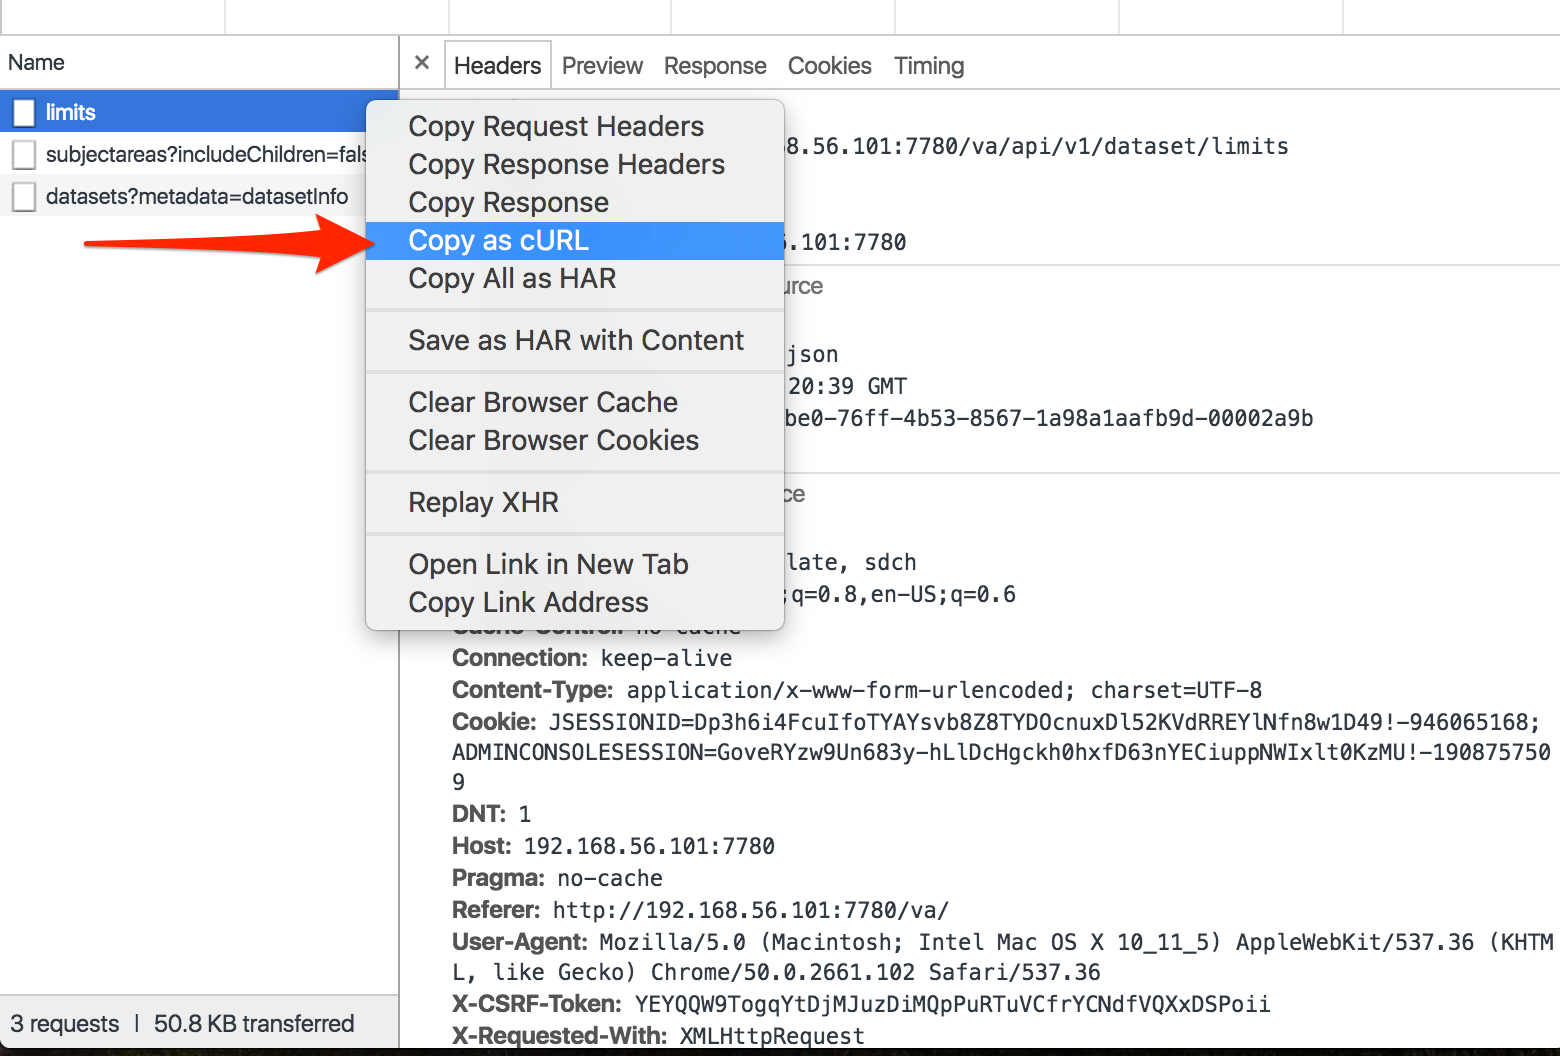 Name
limits
subjectareas?includeChildren=fals
datasets?metadata=datasetInfo
3 requests | 50.8 KB transferred
× Headers Preview Response Cookies Timing
Copy Request Headers
Copy Response Headers
Copy Response
Copy as cURL
Copy All as HAR
Save as HAR with Content
Clear Browser Cache
Clear Browser Cookies
Replay XHR
Open Link in New Tab
Copy Link Address
8.56.101:7780/va/api/v1/dataset/limits
.101:7780
urce
json
20:39 GMT
be0-76ff-4b53-8567-1a98a1aafb9d-00002a9b
ce
late, sdch
;q=0.8,en-US;q=0.6
Cache-Control: no-cache
Connection: keep-alive
Content-Type: application/x-www-form-urlencoded; charset=UTF-8
Cookie: JSESSIONID=Dp3h6i4FcuIfoTYAYsvb8Z8TYDOcnuxDl52KVdRREYlNfn8w1D49!-946065168;
ADMINCONSOLESESSION=GoveRYzw9Un683y-hLlDcHgckh0hxfD63nYECiuppNWIxlt0KzMU!-190875750
9
DNT: 1
Host: 192.168.56.101:7780
Pragma: no-cache
Referer: http://192.168.56.101:7780/va/
User-Agent: Mozilla/5.0 (Macintosh; Intel Mac OS X 10_11_5) AppleWebKit/537.36 (KHTM
L, like Gecko) Chrome/50.0.2661.102 Safari/537.36
X-CSRF-Token: YEYQQW9TogqYtDjMJuzDiMQpPuRTuVCfrYCNdfVQXxDSPoii
X-Requested-With: XMLHttpRequest